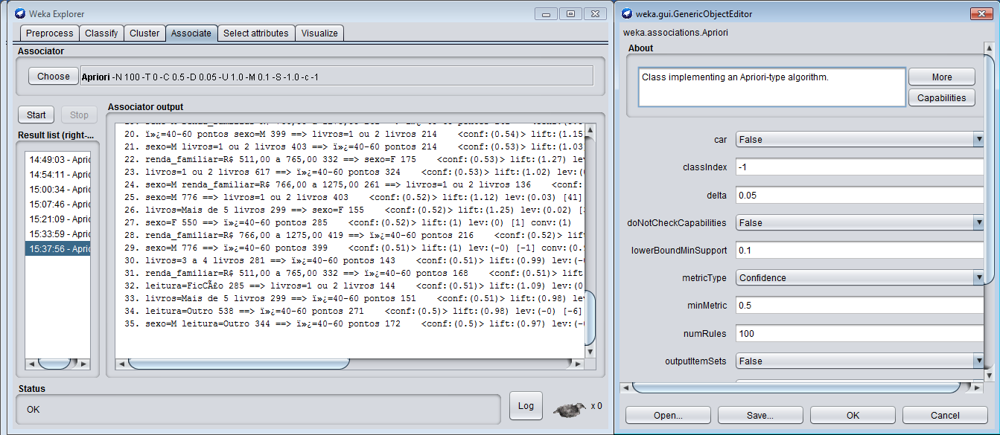 Weka Explorer
Preprocess Classify Cluster Associate Select attributes Visualize
Associator
Choose Apriori -N 100 -T 0 -C 0.5 -D 0.05 -U 1.0 -M 0.1 -S -1.0 -c -1
Start Stop
Result list (right-...
14:49:03 - Aprio
14:54:11 - Aprio
15:00:34 - Aprio
15:07:46 - Aprio
15:21:09 - Aprio
15:33:59 - Aprio
15:37:56 - Aprio
Associator output
20. ï»¿=40-60 pontos sexo=M 399 ==> livros=1 ou 2 livros 214 <conf:(0.54)> lift:(1.15
21. sexo=M livros=1 ou 2 livros 403 ==> ï»¿=40-60 pontos 214 <conf:(0.53)> lift:(1.03
22. renda_familiar=R$ 511,00 a 765,00 332 ==> sexo=F 175 <conf:(0.53)> lift:(1.27) lev
23. livros=1 ou 2 livros 617 ==> ï»¿=40-60 pontos 324 <conf:(0.53)> lift:(1.02) lev:(
24. sexo=M renda_familiar=R$ 766,00 a 1275,00 261 ==> livros=1 ou 2 livros 136 <conf:
25. sexo=M 776 ==> livros=1 ou 2 livros 403 <conf:(0.52)> lift:(1.12) lev:(0.03) [41]
26. livros=Mais de 5 livros 299 ==> sexo=F 155 <conf:(0.52)> lift:(1.25) lev:(0.02) [
27. sexo=F 550 ==> ï»¿=40-60 pontos 285 <conf:(0.52)> lift:(1) lev:(0) [1] conv:(1)
28. renda_familiar=R$ 766,00 a 1275,00 419 ==> ï»¿=40-60 pontos 216 <conf:(0.52)> lif
29. sexo=M 776 ==> ï»¿=40-60 pontos 399 <conf:(0.51)> lift:(1) lev:(-0) [-1] conv:(0.
30. livros=3 a 4 livros 281 ==> ï»¿=40-60 pontos 143 <conf:(0.51)> lift:(0.99) lev:(-
31. renda_familiar=R$ 511,00 a 765,00 332 ==> ï»¿=40-60 pontos 168 <conf:(0.51)> lift
32. leitura=FicÃ£o 285 ==> livros=1 ou 2 livros 144 <conf:(0.51)> lift:(1.09) lev:(0
33. livros=Mais de 5 livros 299 ==> ï»¿=40-60 pontos 151 <conf:(0.51)> lift:(0.98) lev
34. leitura=Outro 538 ==> ï»¿=40-60 pontos 271 <conf:(0.5)> lift:(0.98) lev:(-0) [-6]
35. sexo=M leitura=Outro 344 ==> ï»¿=40-60 pontos 172 <conf:(0.5)> lift:(0.97) lev:(-
Status
OK
Log
x 0
weka.gui.GenericObjectEditor
weka.associations.Apriori
About
Class implementing an Apriori-type algorithm.
More
Capabilities
car False
classIndex -1
delta 0.05
doNotCheckCapabilities False
lowerBoundMinSupport 0.1
metricType Confidence
minMetric 0.5
numRules 100
outputItemSets False
Open... Save... OK Cancel